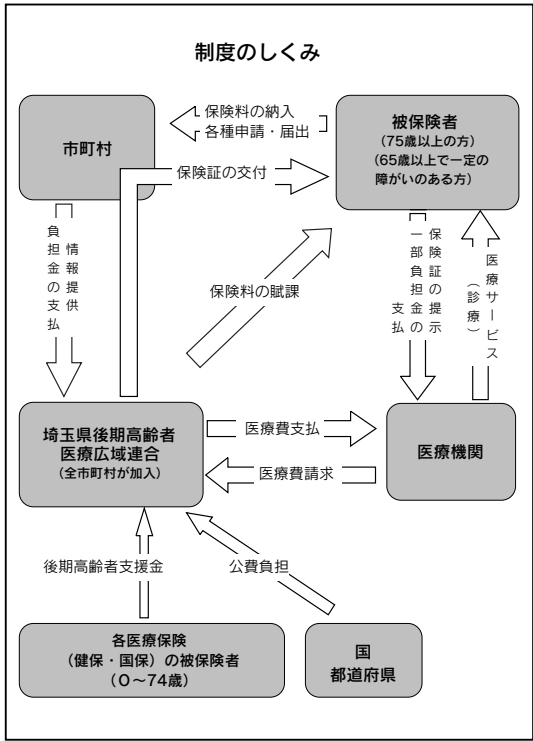 制度のしくみ
市町村
保険料の納入
各種申請・届出
被保険者
(75歳以上の方)
(65歳以上で一定の
障がいのある方)
保険証の交付
情報提供
負担金の支払
保険料の賦課
保険証の提示
一部負担金の
支払
医療サービス
(診療)
埼玉県後期高齢者
医療広域連合
(全市町村が加入)
医療費支払
医療費請求
医療機関
後期高齢者支援金
公費負担
各医療保険
(健保・国保)の被保険者
(0～74歳)
国
都道府県